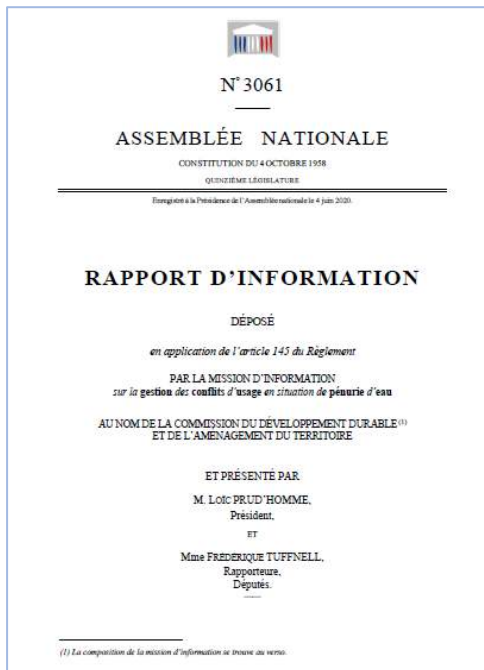 N° 3061
ASSEMBLÉE NATIONALE
CONSTITUTION DU 4 OCTOBRE 1958
QUINZIÈME LÉGISLATURE
Enregistré à la Présidence de l'Assemblée nationale le 4 juin 2020.
RAPPORT D'INFORMATION
DÉPOSÉ
en application de l'article 145 du Règlement
PAR LA MISSION D'INFORMATION
sur la gestion des conflits d'usage en situation de pénurie d'eau
AU NOM DE LA COMMISSION DU DÉVELOPPEMENT DURABLE (1)
ET DE L'AMENAGEMENT DU TERRITOIRE
ET PRÉSENTÉ PAR
M. LOÏC PRUD'HOMME,
Président,
ET
Mme FRÉDÉRIQUE TUFFNELL,
Rapporteure,
Députés.
(1) La composition de la mission d'information se trouve au verso.